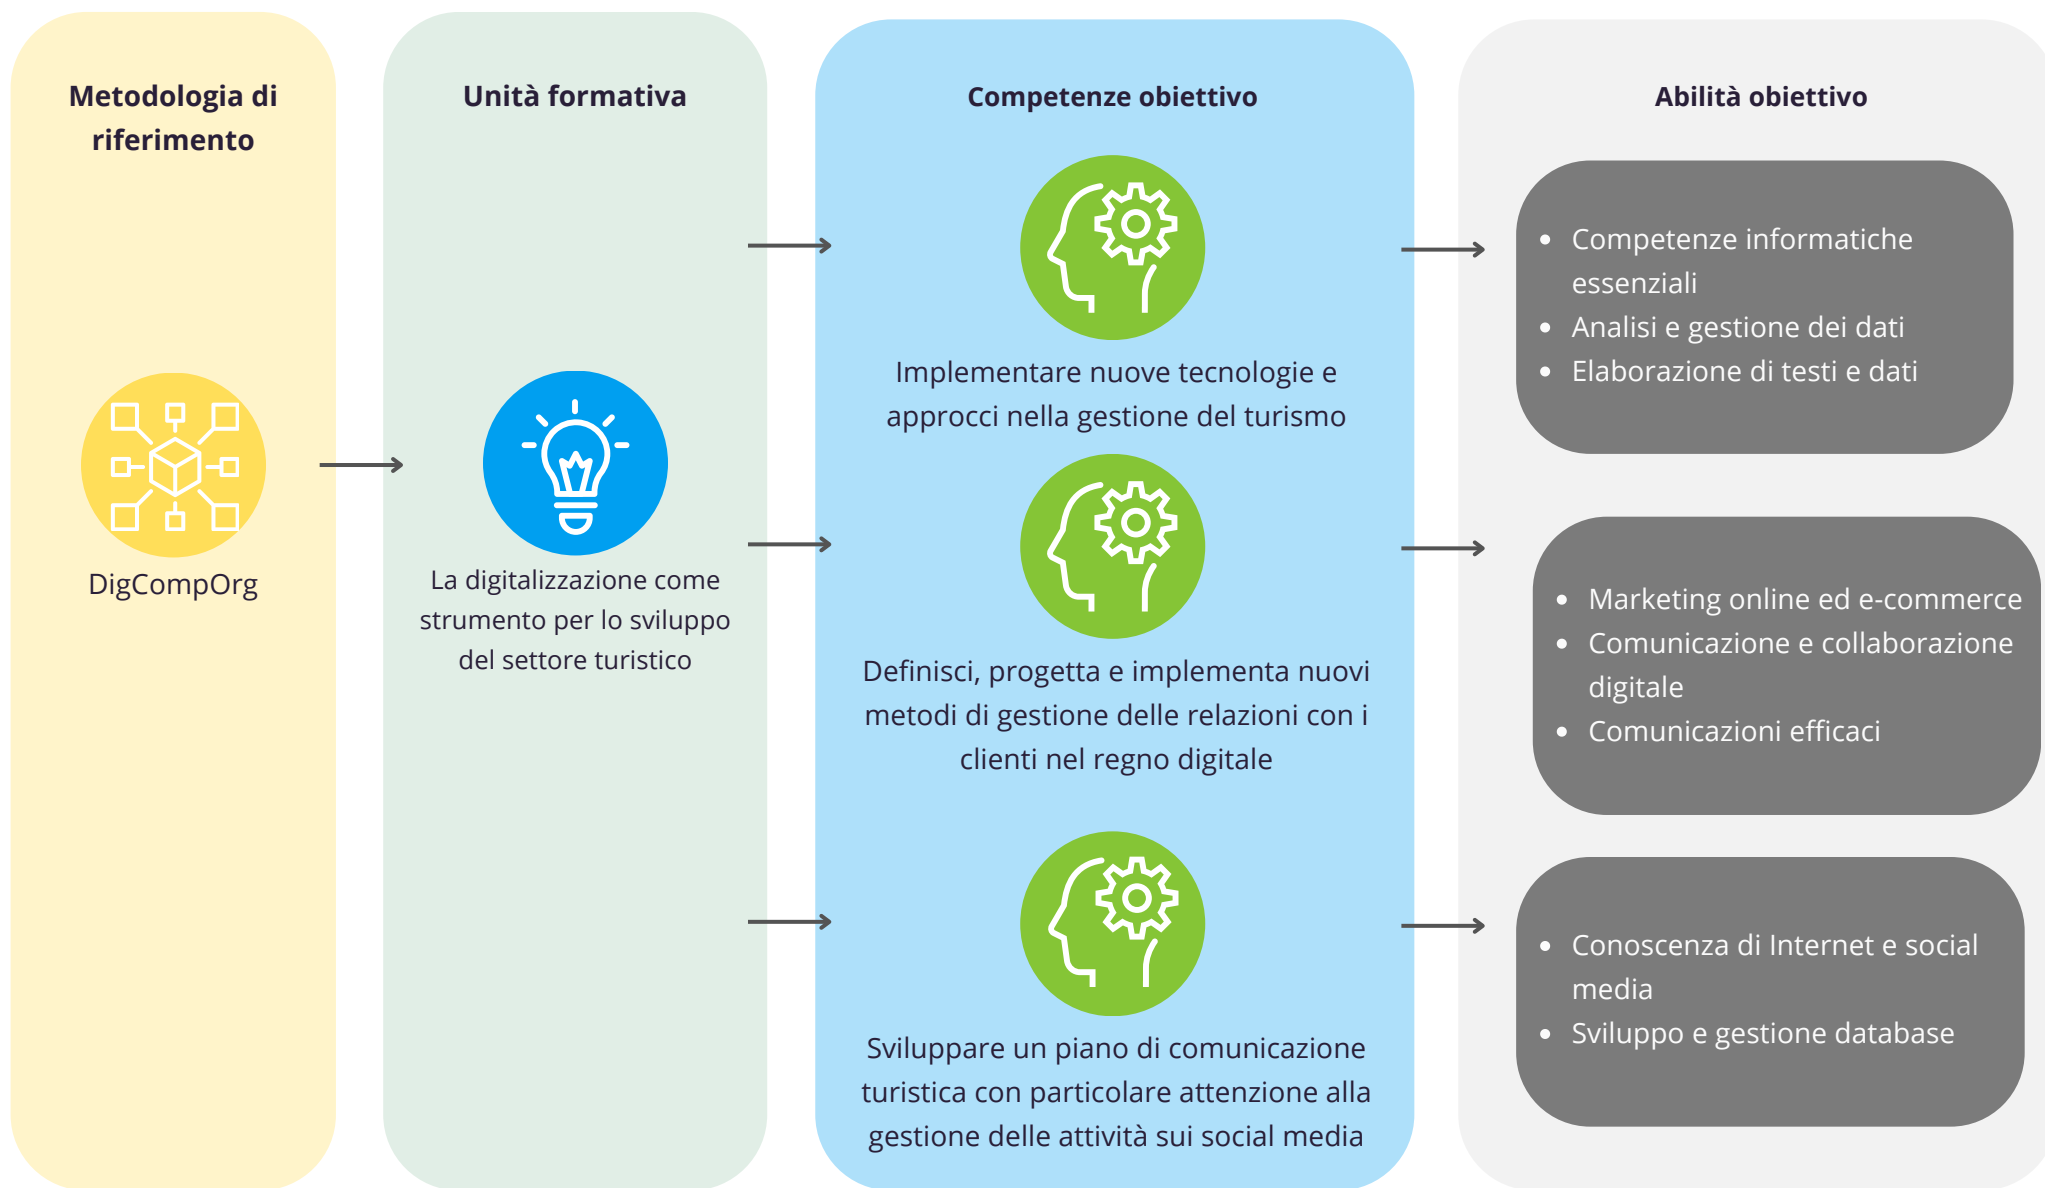 Metodologia di
riferimento
DigCompOrg
Unità formativa
La digitalizzazione come
strumento per lo sviluppo
del settore turistico
Competenze obiettivo
Implementare nuove tecnologie e
approcci nella gestione del turismo
Definisci, progetta e implementa nuovi
metodi di gestione delle relazioni con i
clienti nel regno digitale
Sviluppare un piano di comunicazione
turistica con particolare attenzione alla
gestione delle attività sui social media
Abilità obiettivo
• Competenze informatiche
essenziali
• Analisi e gestione dei dati
• Elaborazione di testi e dati
• Marketing online ed e-commerce
• Comunicazione e collaborazione
digitale
• Comunicazioni efficaci
• Conoscenza di Internet e social
media
• Sviluppo e gestione database